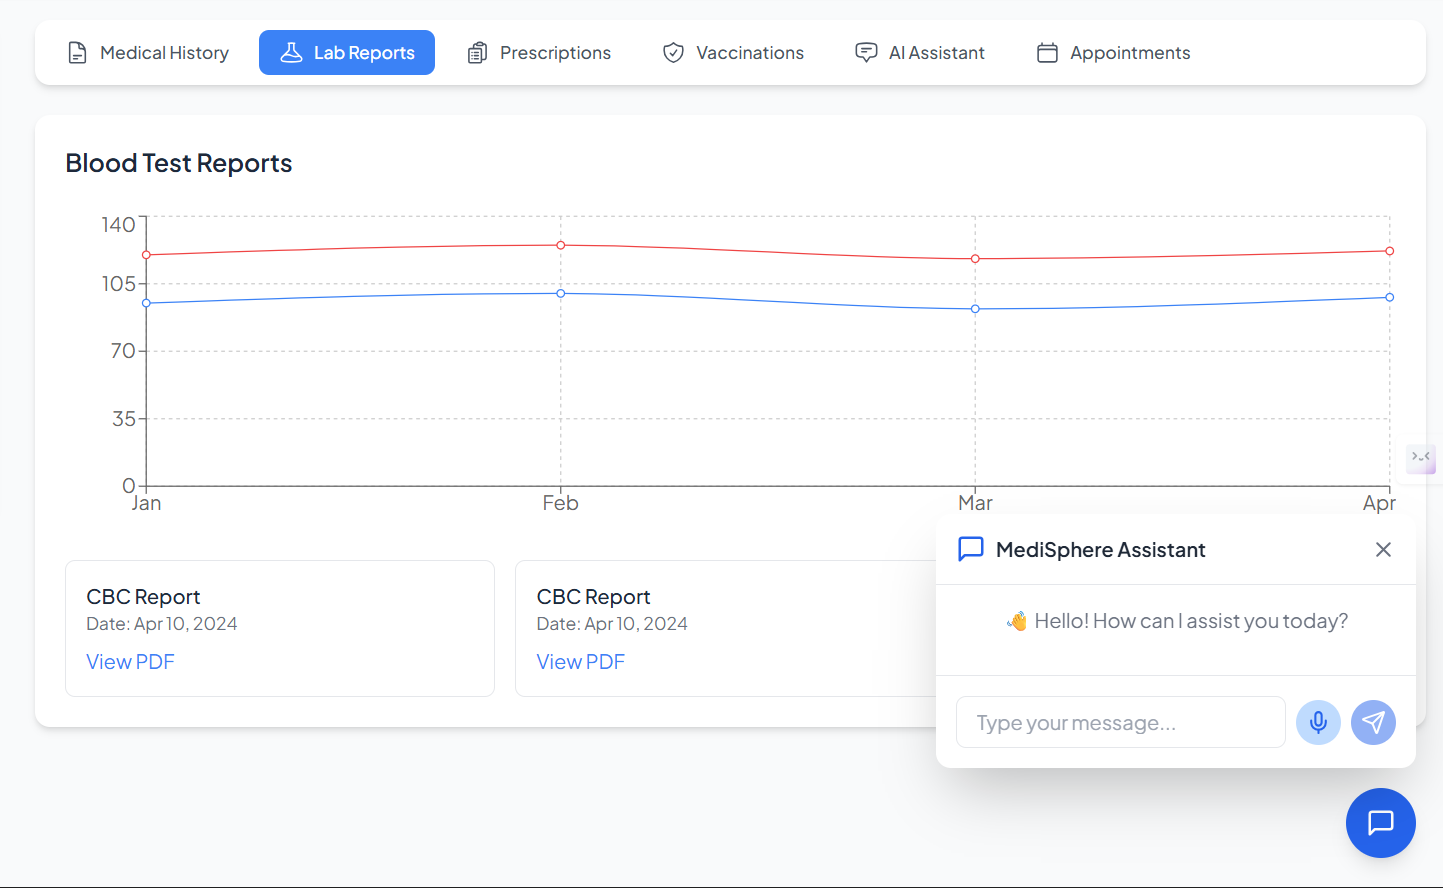 Medical History Lab Reports Prescriptions Vaccinations AI Assistant Appointments
Blood Test Reports
140
105
70
35
0
Jan Feb Mar Apr
MediSphere Assistant
👋 Hello! How can I assist you today?
CBC Report
Date: Apr 10, 2024
View PDF
CBC Report
Date: Apr 10, 2024
View PDF
Type your message...